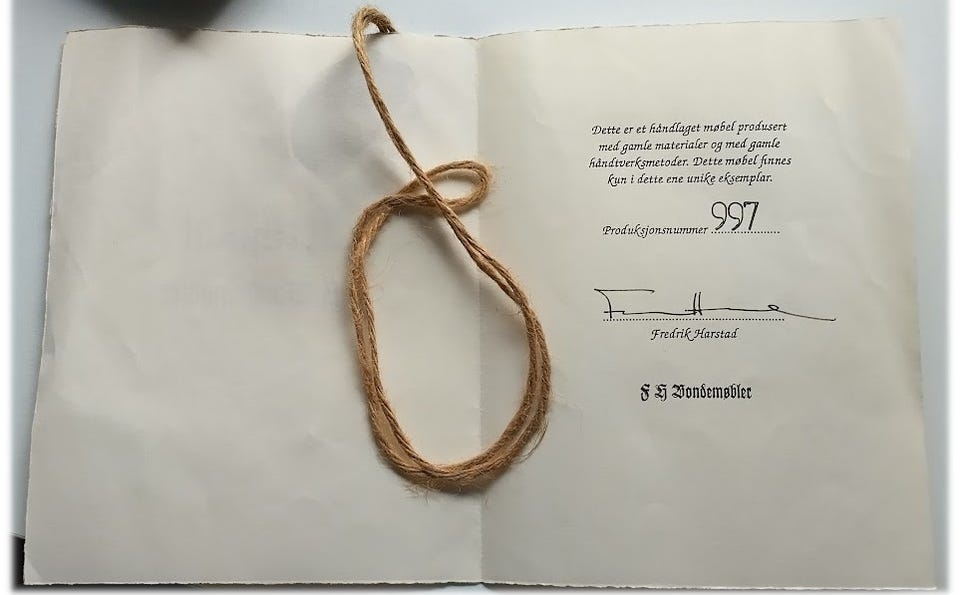 Dette er et håndlaget møbel produsert
med gamle materialer og med gamle
håndtverksmetoder. Dette møbel finnes
kun i dette ene unike eksemplar.
Produksjonsnummer 997
Fredrik Harstad
F H Bondemøbler